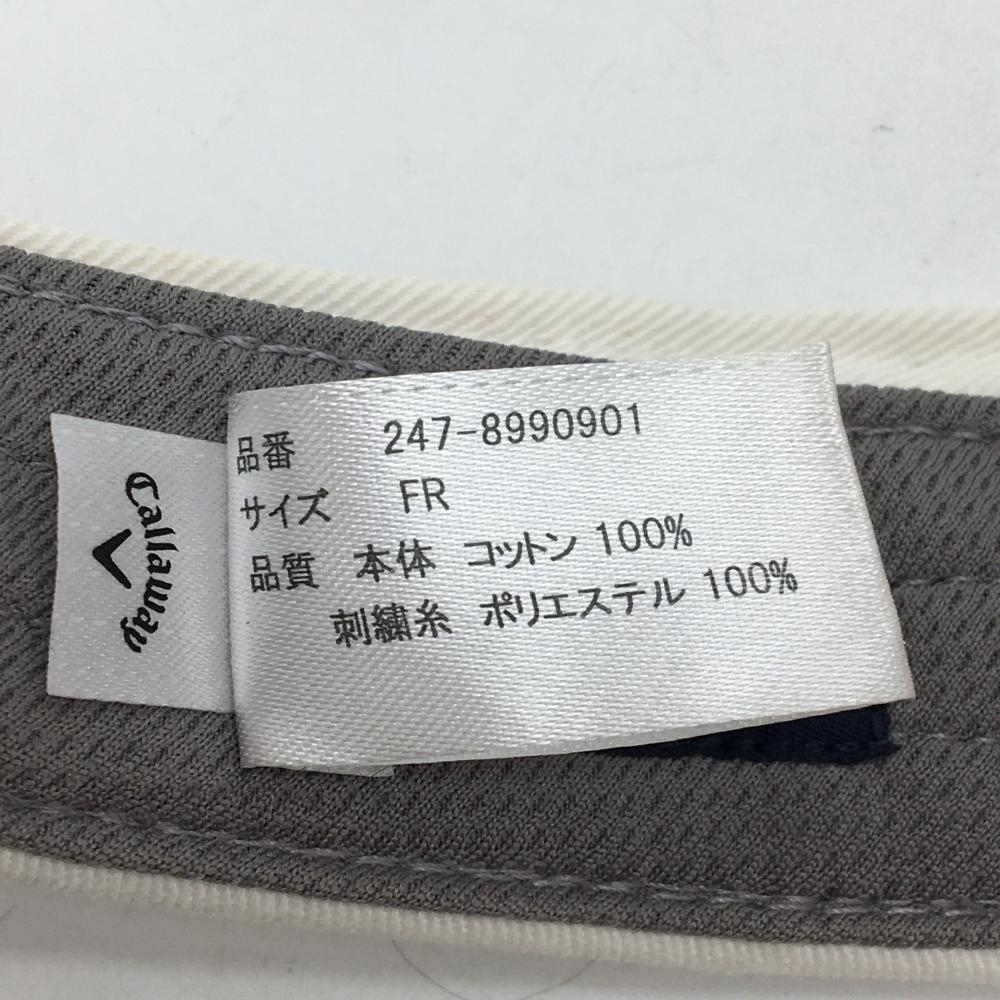 Callaway
品番 247-8990901
サイズ FR
品質 本体 コットン 100%
刺繍糸 ポリエステル 100%